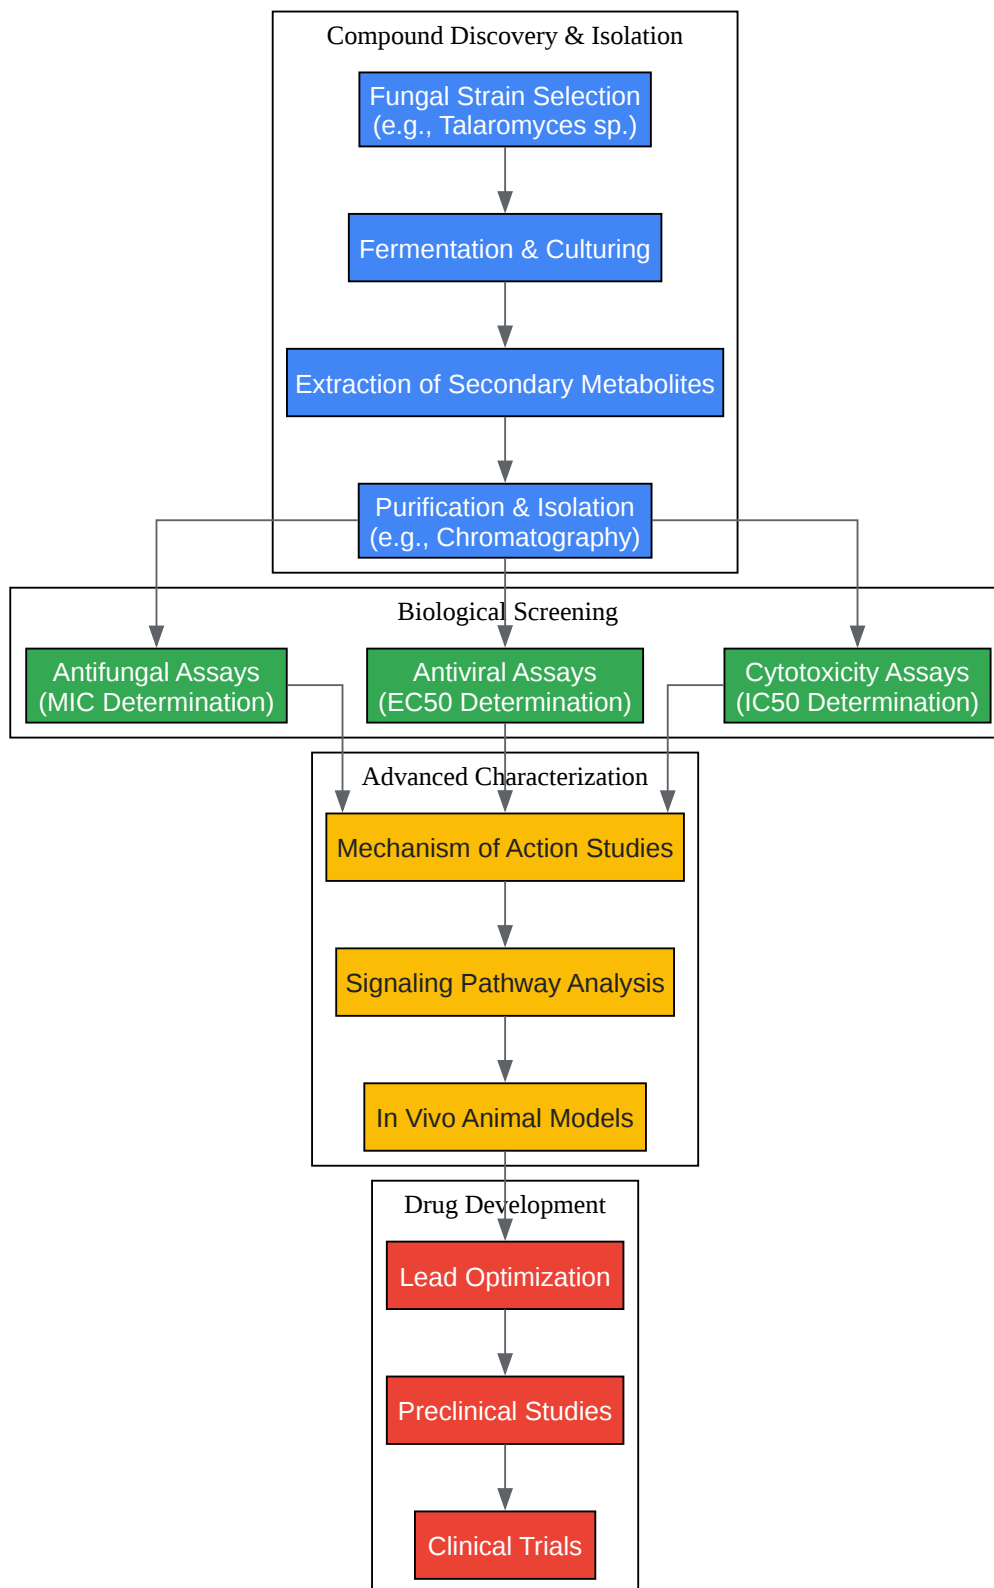 Compound Discovery & Isolation
Fungal Strain Selection
(e.g., Talaromyces sp.)
Fermentation & Culturing
Extraction of Secondary Metabolites
Purification & Isolation
(e.g., Chromatography)
Biological Screening
Antifungal Assays
(MIC Determination)
Antiviral Assays
(EC50 Determination)
Cytotoxicity Assays
(IC50 Determination)
Advanced Characterization
Mechanism of Action Studies
Signaling Pathway Analysis
In Vivo Animal Models
Drug Development
Lead Optimization
Preclinical Studies
Clinical Trials